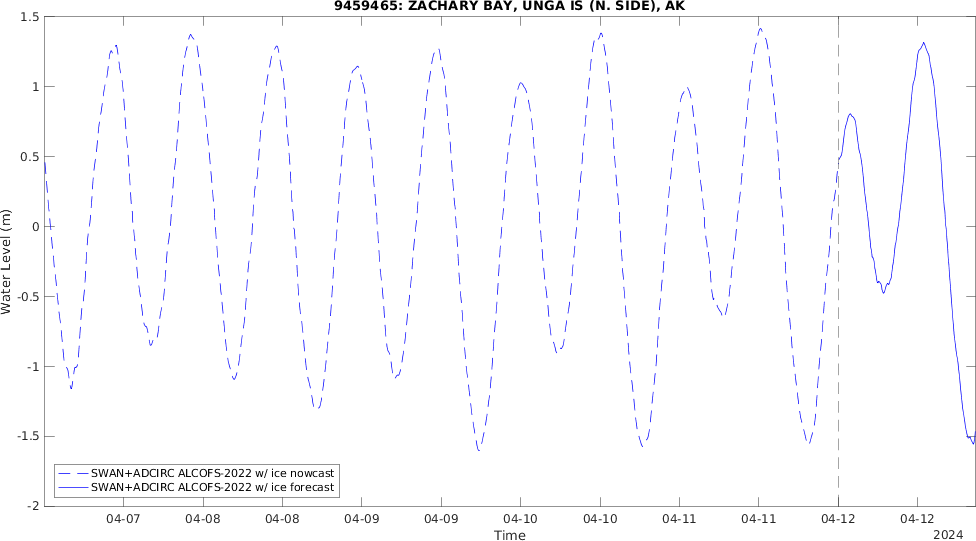 9459465: ZACHARY BAY, UNGA IS (N. SIDE), AK
1.5
1
0.5
0
-0.5
-1
-1.5
-2
Water Level (m)
SWAN+ADCIRC ALCOFS-2022 w/ ice nowcast
SWAN+ADCIRC ALCOFS-2022 w/ ice forecast
04-07 04-08 04-08 04-09 04-09 04-10 04-10 04-11 04-11 04-12 04-12
Time
2024